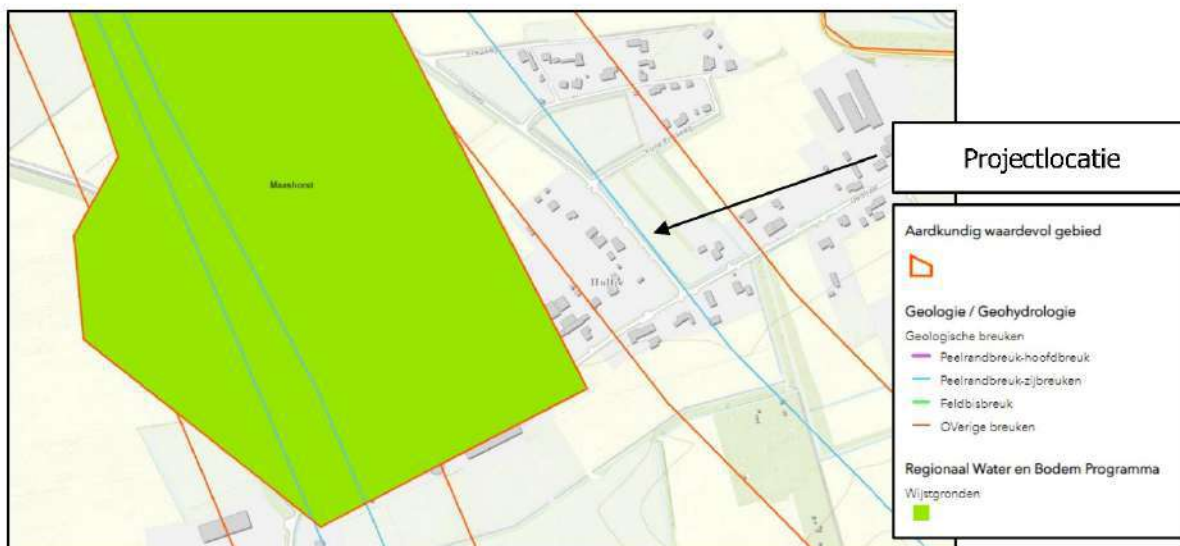 Maashorst
Projectlocatie
Aardkundig waardevol gebied
Geologie / Geohydrologie
Geologische breuken
Peelrandbreuk-hoofdbreuk
Peelrandbreuk-zijbreuken
Feldbisbreuk
OVerige breuken
Regionaal Water en Bodem Programma
Wijstgronden